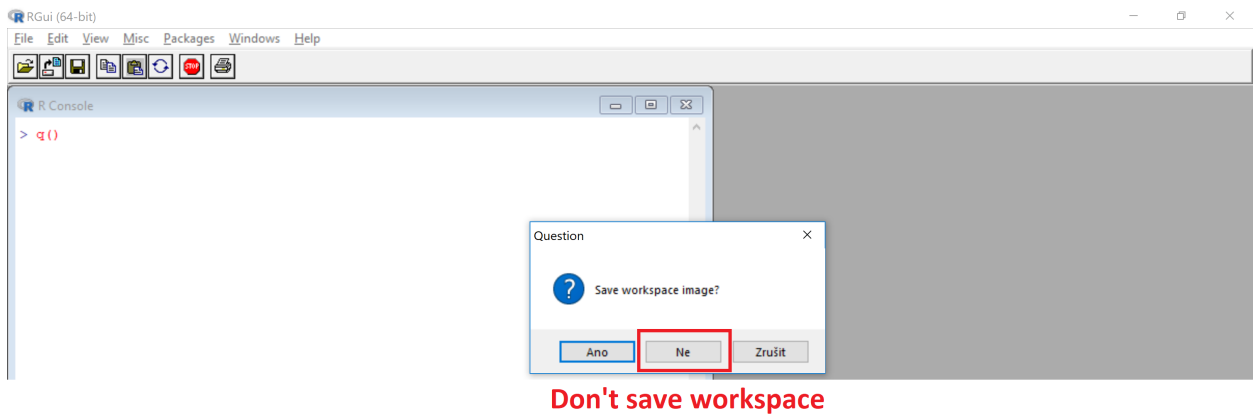 RGui (64-bit)
File Edit View Misc Packages Windows Help
STOP
R Console
> q()
Question
Save workspace image?
Ano Ne Zrušit
Don't save workspace